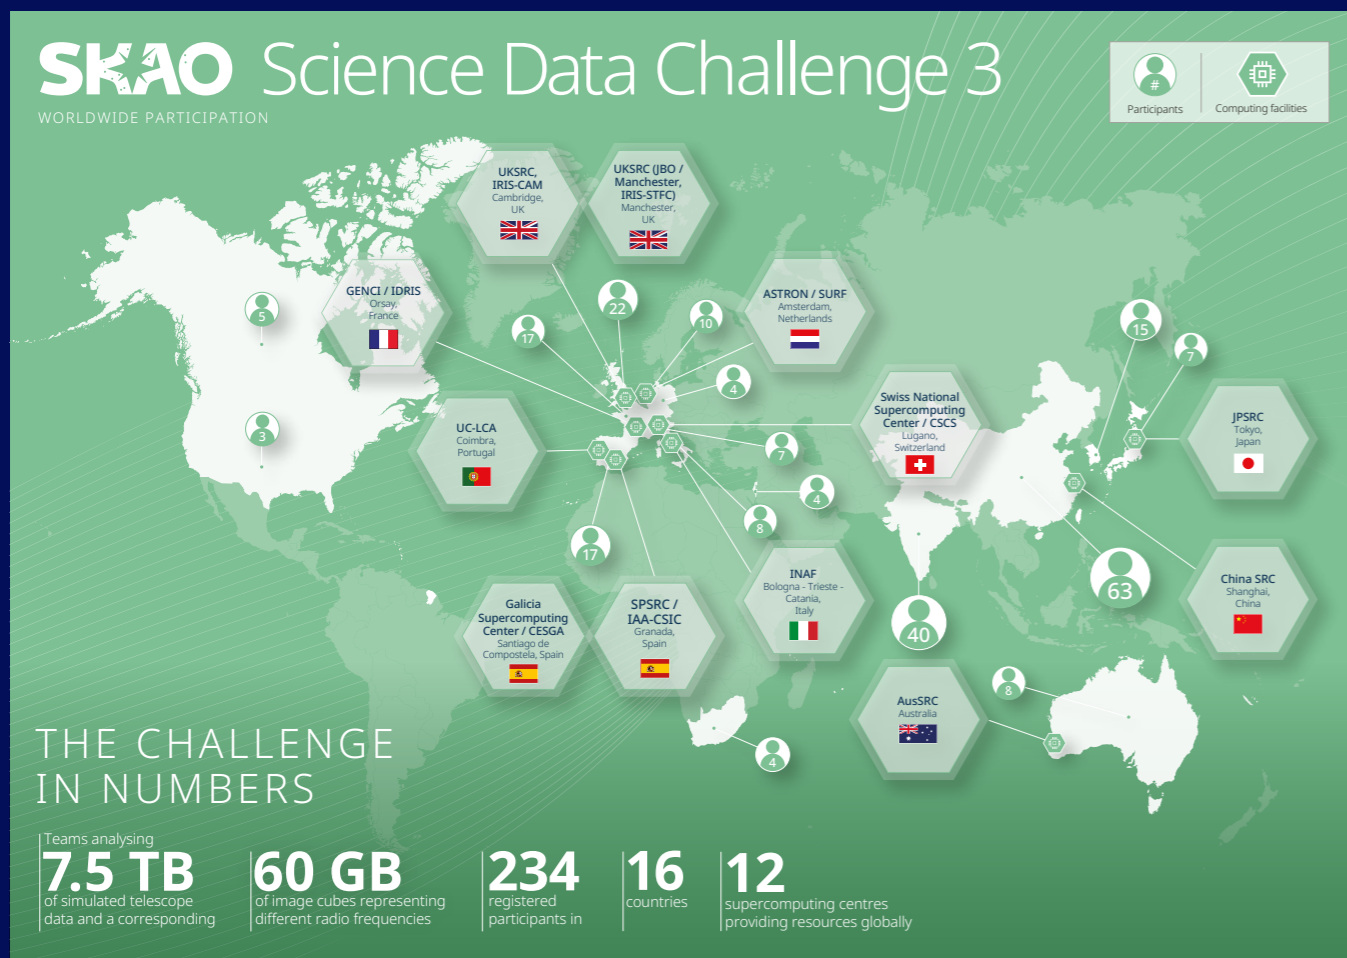 SKAO Science Data Challenge 3
WORLDWIDE PARTICIPATION
#
Participants
Computing facilities
UKSRC,
IRIS-CAM
Cambridge,
UK
UKSRC (JBO /
Manchester,
IRIS-STFC)
Manchester,
UK
GENCI / IDRIS
Orsay,
France
ASTRON / SURF
Amsterdam,
Netherlands
5
17
22
10
4
15
7
3
UC-LCA
Coimbra,
Portugal
Swiss National
Supercomputing
Center / CSCS
Lugano,
Switzerland
JPSRC
Tokyo,
Japan
7
4
8
17
63
40
Galicia
Supercomputing
Center / CESGA
Santiago de
Compostela, Spain
SPSRC /
IAA-CSIC
Granada,
Spain
INAF
Bologna - Trieste -
Catania,
Italy
China SRC
Shanghai,
China
AusSRC
Australia
8
4
THE CHALLENGE
IN NUMBERS
Teams analysing
7.5 TB
of simulated telescope
data and a corresponding
60 GB
of image cubes representing
different radio frequencies
234
registered
participants in
16
countries
12
supercomputing centres
providing resources globally